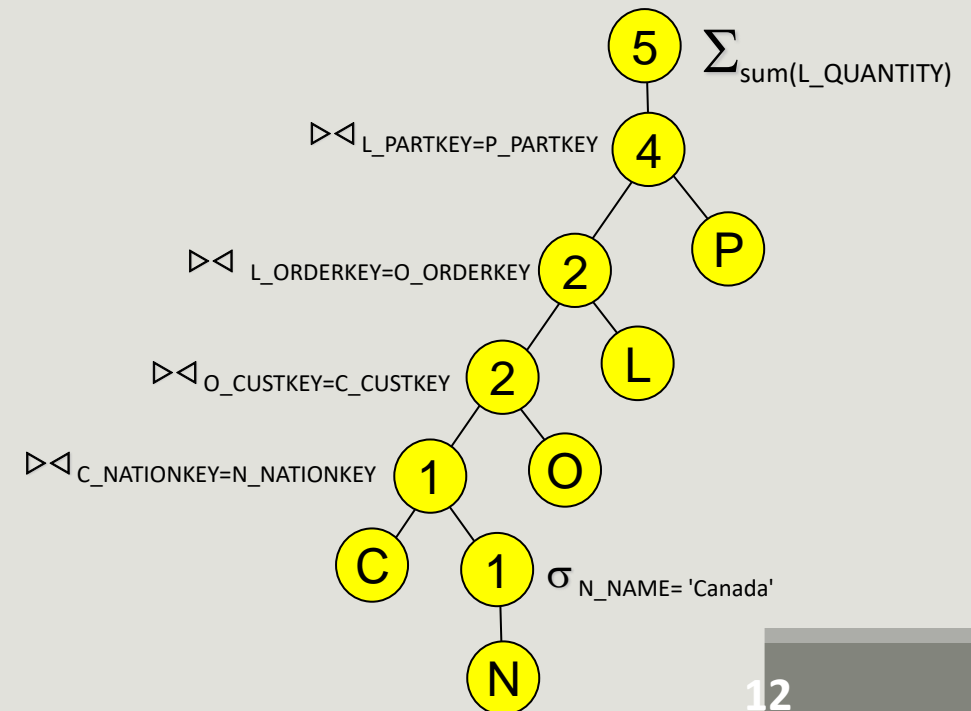 5 Σsum(L_QUANTITY)
▷◁ L_PARTKEY=P_PARTKEY 4
P
▷◁ L_ORDERKEY=O_ORDERKEY 2
L
▷◁ O_CUSTKEY=C_CUSTKEY 2
O
▷◁ C_NATIONKEY=N_NATIONKEY 1
C 1 σ N_NAME= 'Canada'
N
12